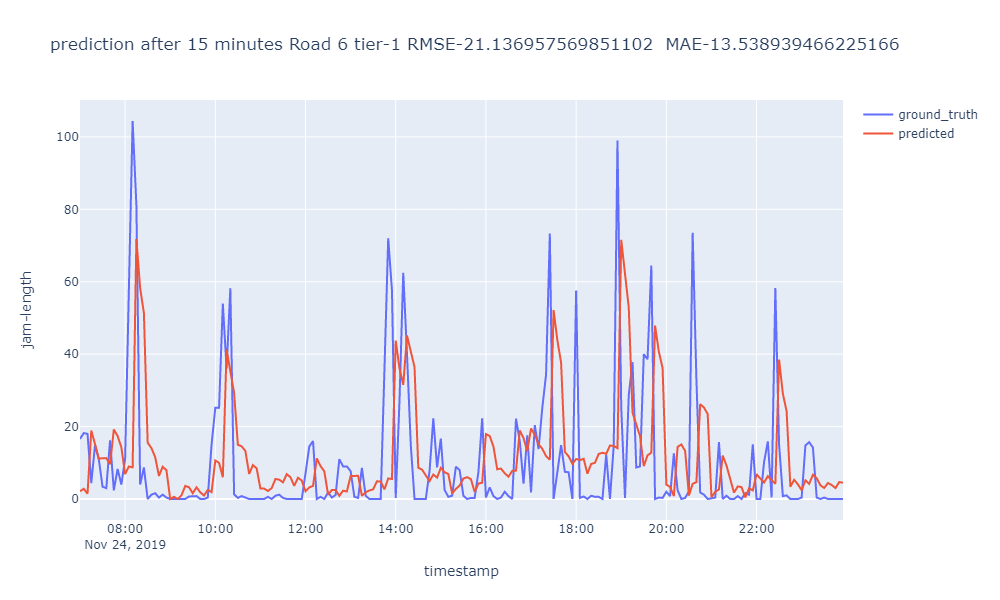 prediction after 15 minutes Road 6 tier-1 RMSE-21.136957569851102  MAE-13.538939466225166
ground_truth
predicted
jam-length
100
80
60
40
20
0
08:00 10:00 12:00 14:00 16:00 18:00 20:00 22:00
Nov 24, 2019
timestamp